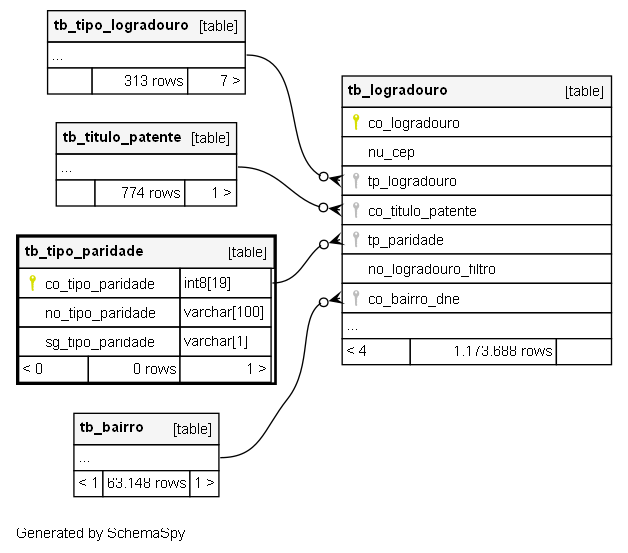 tb_tipo_logradouro [table]
...
313 rows 7 >
tb_titulo_patente [table]
...
774 rows 1 >
tb_tipo_paridade [table]
co_tipo_paridade int8[19]
no_tipo_paridade varchar[100]
sg_tipo_paridade varchar[1]
< 0 0 rows 1 >
tb_bairro [table]
...
< 1 63.148 rows 1 >
tb_logradouro [table]
co_logradouro
nu_cep
tp_logradouro
co_titulo_patente
tp_paridade
no_logradouro_filtro
co_bairro_dne
...
< 4 1.173.688 rows
Generated by SchemaSpy